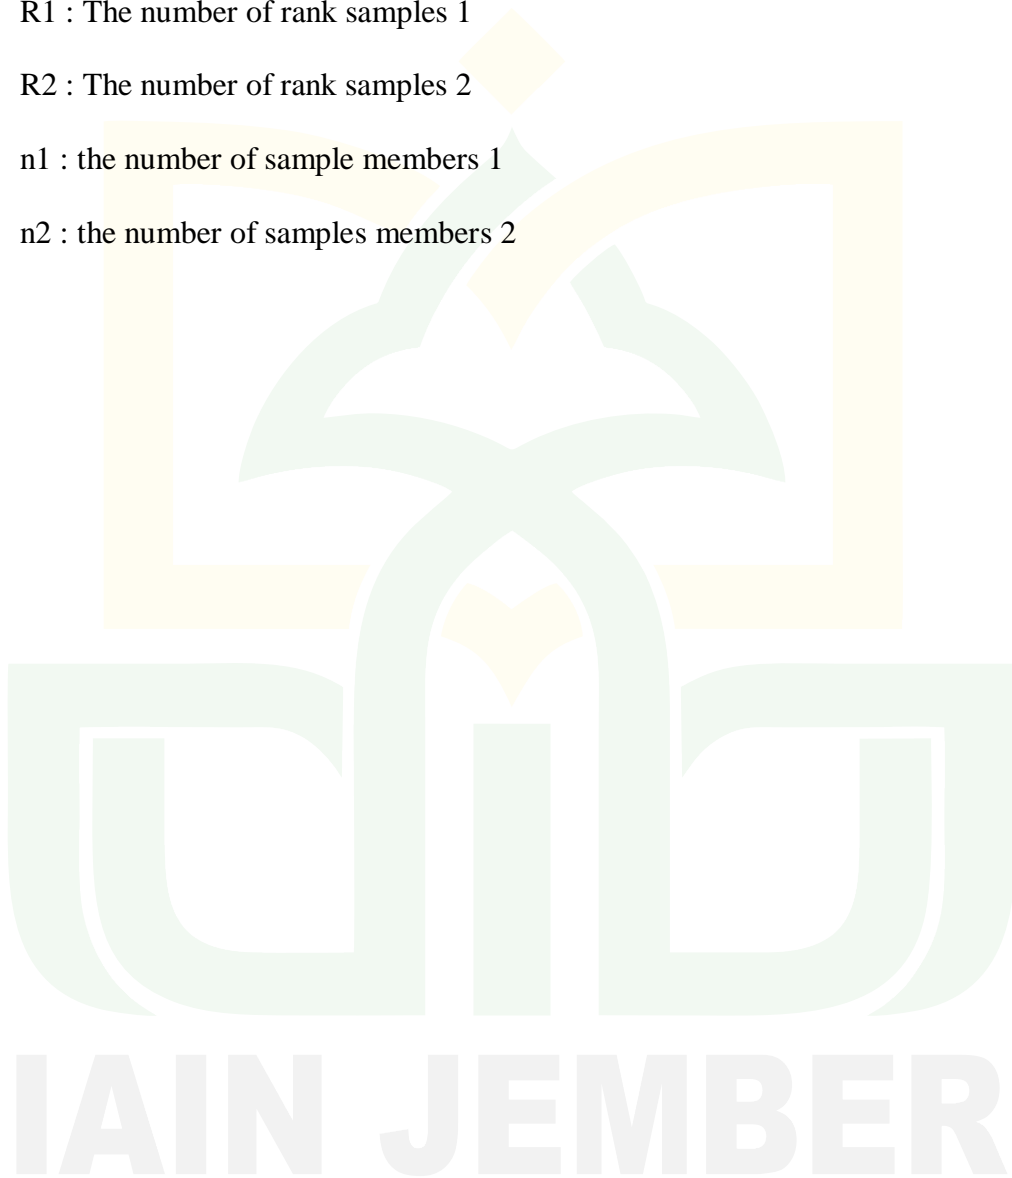 R1 : The number of rank samples 1
R2 : The number of rank samples 2
n1 : the number of sample members 1
n2 : the number of samples members 2
IAIN JEMBER